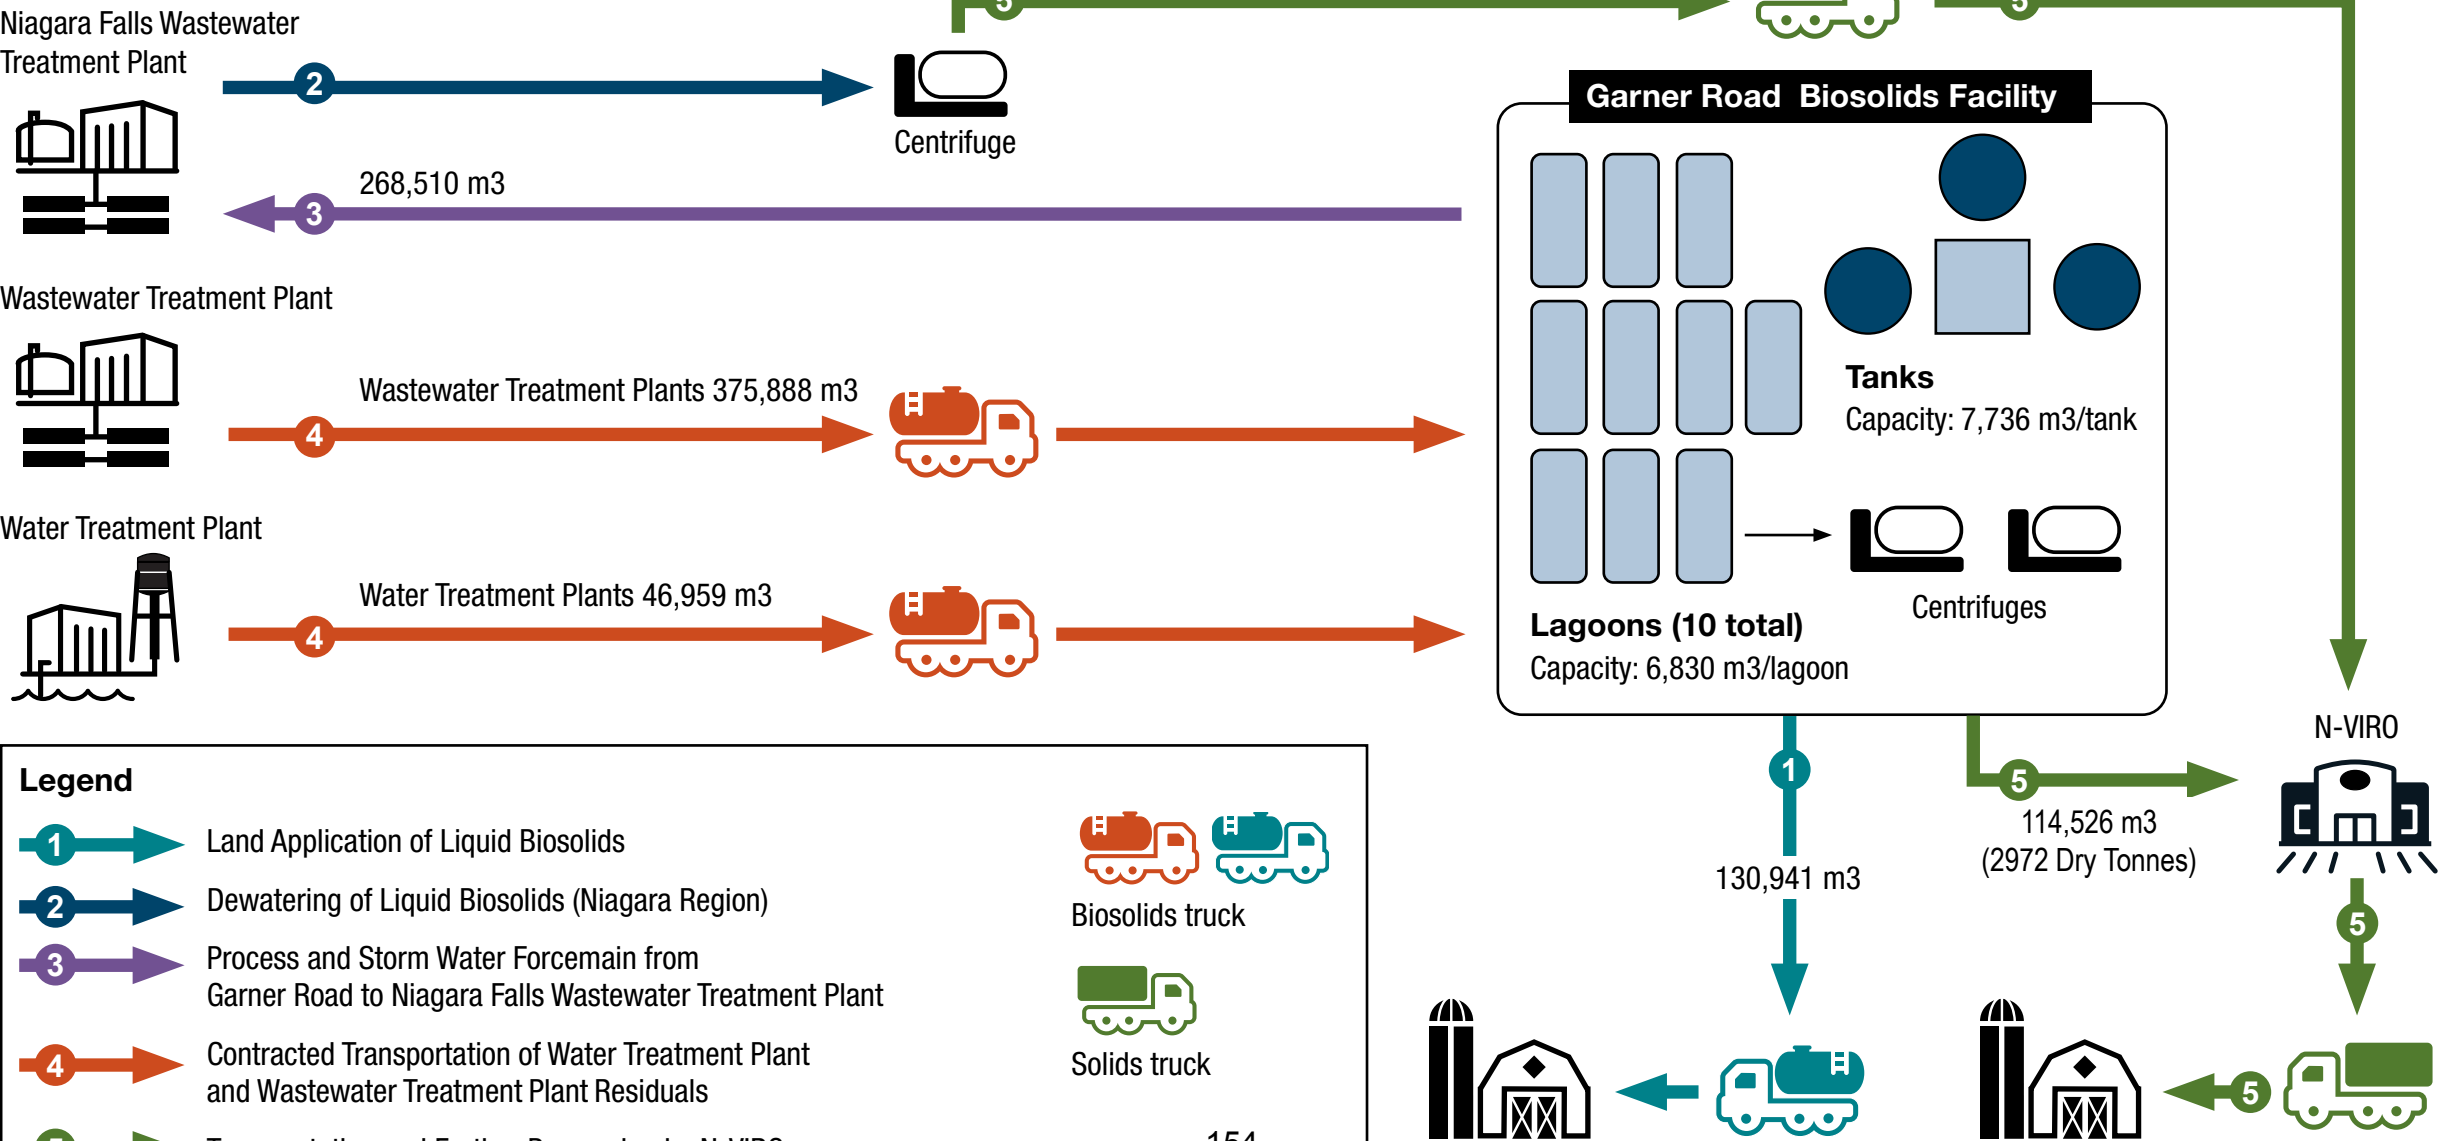 Niagara Falls Wastewater
Treatment Plant
5
5
2
Centrifuge
268,510 m3
3
Wastewater Treatment Plant
Wastewater Treatment Plants 375,888 m3
4
Water Treatment Plant
Water Treatment Plants 46,959 m3
4
Garner Road Biosolids Facility
Tanks
Capacity: 7,736 m3/tank
Centrifuges
Lagoons (10 total)
Capacity: 6,830 m3/lagoon
N-VIRO
1
5
114,526 m3
(2972 Dry Tonnes)
130,941 m3
5
5
Legend
1
Land Application of Liquid Biosolids
2
Dewatering of Liquid Biosolids (Niagara Region)
3
Process and Storm Water Forcemain from
Garner Road to Niagara Falls Wastewater Treatment Plant
4
Contracted Transportation of Water Treatment Plant
and Wastewater Treatment Plant Residuals
Biosolids truck
Solids truck
154